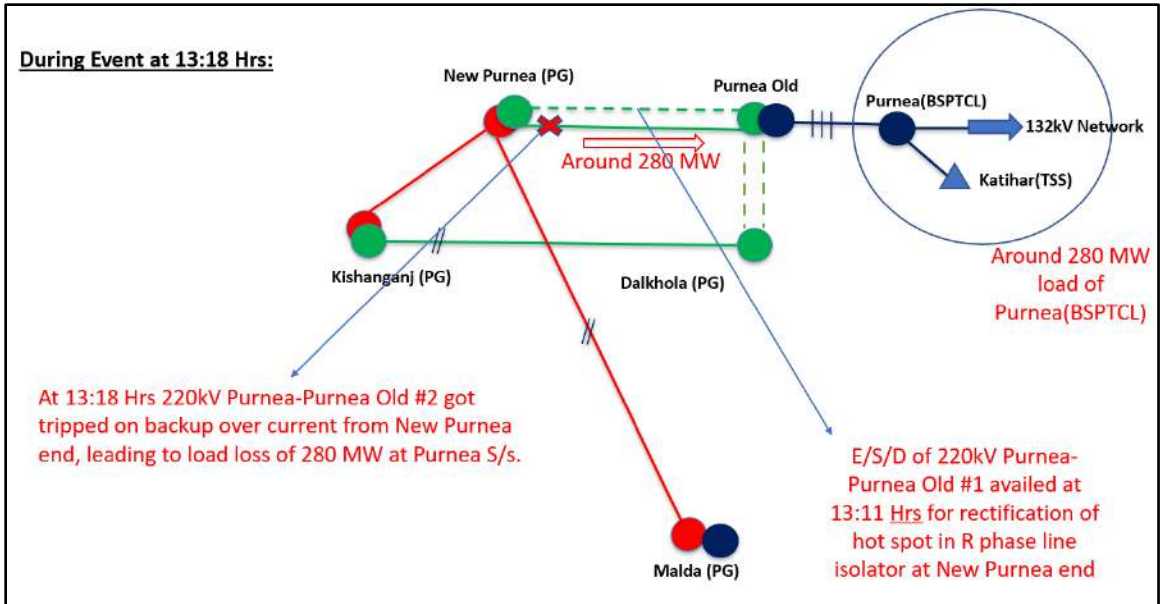 During Event at 13:18 Hrs:
New Purnea (PG)
Purnea Old
Purnea(BSPTCL)
132kV Network
Around 280 MW
Katihar(TSS)
Kishanganj (PG)
Dalkhola (PG)
Around 280 MW
load of
Purnea(BSPTCL)
At 13:18 Hrs 220kV Purnea-Purnea Old #2 got
tripped on backup over current from New Purnea
end, leading to load loss of 280 MW at Purnea S/s.
E/S/D of 220kV Purnea-
Purnea Old #1 availed at
13:11 Hrs for rectification of
hot spot in R phase line
isolator at New Purnea end
Malda (PG)